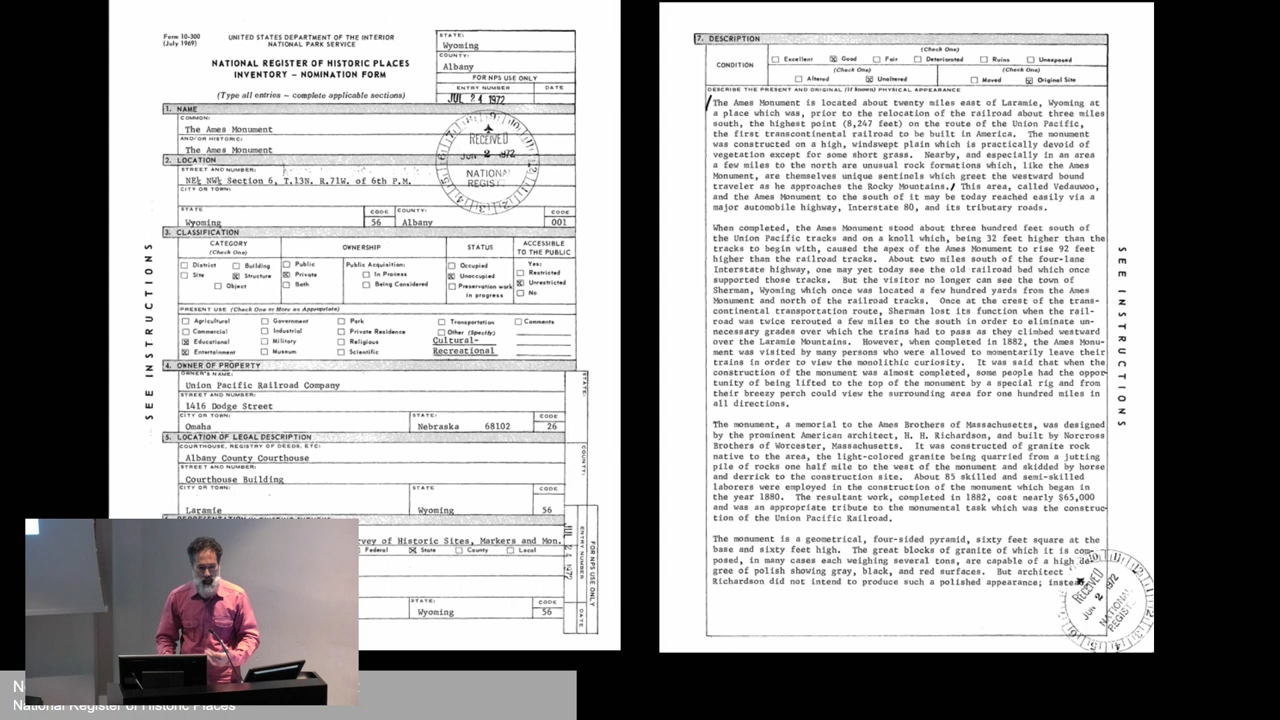 Form 10-300
(July 1969)
UNITED STATES DEPARTMENT OF THE INTERIOR
NATIONAL PARK SERVICE
NATIONAL REGISTER OF HISTORIC PLACES
INVENTORY – NOMINATION FORM
(Type all entries – complete applicable sections)
STATE:
Wyoming
COUNTY:
Albany
FOR NPS USE ONLY
ENTRY NUMBER DATE
JUL 24 1972
1. NAME
COMMON:
The Ames Monument
AND/OR HISTORIC:
The Ames Monument
RECEIVED
JUN 2 1972
NATIONAL
REGIST
2. LOCATION
STREET AND NUMBER:
NE¼ NW¼ Section 6, T.13N. R.71W. of 6th P.M.
CITY OR TOWN:
STATE CODE COUNTY: CODE
Wyoming 56 Albany 001
3. CLASSIFICATION
CATEGORY
(Check One)
OWNERSHIP
STATUS
ACCESSIBLE
TO THE PUBLIC
District Building
Site Structure
Object
Public
Private
Both
Public Acquisition:
In Process
Being Considered
Occupied
Unoccupied
Preservation work
in progress
Yes:
Restricted
Unrestricted
No
PRESENT USE (Check One or More as Appropriate)
Agricultural Government Park Transportation Comments
Commercial Industrial Private Residence Other (Specify)
Educational Military Religious Cultural-
Entertainment Museum Scientific Recreational
SEE INSTRUCTIONS
4. OWNER OF PROPERTY
OWNER'S NAME:
Union Pacific Railroad Company
STREET AND NUMBER:
1416 Dodge Street
CITY OR TOWN: STATE: CODE
Omaha Nebraska 68102 26
STATE:
5. LOCATION OF LEGAL DESCRIPTION
COURTHOUSE, REGISTRY OF DEEDS, ETC:
Albany County Courthouse
STREET AND NUMBER:
Courthouse Building
CITY OR TOWN: STATE CODE
Laramie Wyoming 56
COUNTY:
vey of Historic Sites, Markers and Mon.
Federal State County Local
STATE: CODE
Wyoming 56
ENTRY NUMBER
DATE
FOR NPS USE ONLY
7. DESCRIPTION
CONDITION
(Check One)
Excellent Good Fair Deteriorated Ruins Unexposed
(Check One) (Check One)
Altered Unaltered Moved Original Site
DESCRIBE THE PRESENT AND ORIGINAL (if known) PHYSICAL APPEARANCE
The Ames Monument is located about twenty miles east of Laramie, Wyoming at
a place which was, prior to the relocation of the railroad about three miles
south, the highest point (8,247 feet) on the route of the Union Pacific,
the first transcontinental railroad to be built in America. The monument
was constructed on a high, windswept plain which is practically devoid of
vegetation except for some short grass. Nearby, and especially in an area
a few miles to the north are unusual rock formations which, like the Ames
Monument, are themselves unique sentinels which greet the westward bound
traveler as he approaches the Rocky Mountains. This area, called Vedauwoo,
and the Ames Monument to the south of it may be today reached easily via a
major automobile highway, Interstate 80, and its tributary roads.
When completed, the Ames Monument stood about three hundred feet south of
the Union Pacific tracks and on a knoll which, being 32 feet higher than the
tracks to begin with, caused the apex of the Ames Monument to rise 92 feet
higher than the railroad tracks. About two miles south of the four-lane
Interstate highway, one may yet today see the old railroad bed which once
supported those tracks. But the visitor no longer can see the town of
Sherman, Wyoming which once was located a few hundred yards from the Ames
Monument and north of the railroad tracks. Once at the crest of the trans-
continental transportation route, Sherman lost its function when the rail-
road was twice rerouted a few miles to the south in order to eliminate un-
necessary grades over which the trains had to pass as they climbed westward
over the Laramie Mountains. However, when completed in 1882, the Ames Monu-
ment was visited by many persons who were allowed to momentarily leave their
trains in order to view the monolithic curiosity. It was said that when the
construction of the monument was almost completed, some people had the oppor-
tunity of being lifted to the top of the monument by a special rig and from
their breezy perch could view the surrounding area for one hundred miles in
all directions.
The monument, a memorial to the Ames Brothers of Massachusetts, was designed
by the prominent American architect, H. H. Richardson, and built by Norcross
Brothers of Worcester, Massachusetts. It was constructed of granite rock
native to the area, the light-colored granite being quarried from a jutting
pile of rocks one half mile to the west of the monument and skidded by horse
and derrick to the construction site. About 85 skilled and semi-skilled
laborers were employed in the construction of the monument which began in
the year 1880. The resultant work, completed in 1882, cost nearly $65,000
and was an appropriate tribute to the monumental task which was the construc-
tion of the Union Pacific Railroad.
The monument is a geometrical, four-sided pyramid, sixty feet square at the
base and sixty feet high. The great blocks of granite of which it is com-
posed, in many cases each weighing several tons, are capable of a high de-
gree of polish showing gray, black, and red surfaces. But architect
Richardson did not intend to produce such a polished appearance; instea
SEE INSTRUCTIONS
RECEIVED
JUN 2 1972
NATIONAL
REGIS
National Register of Historic Places